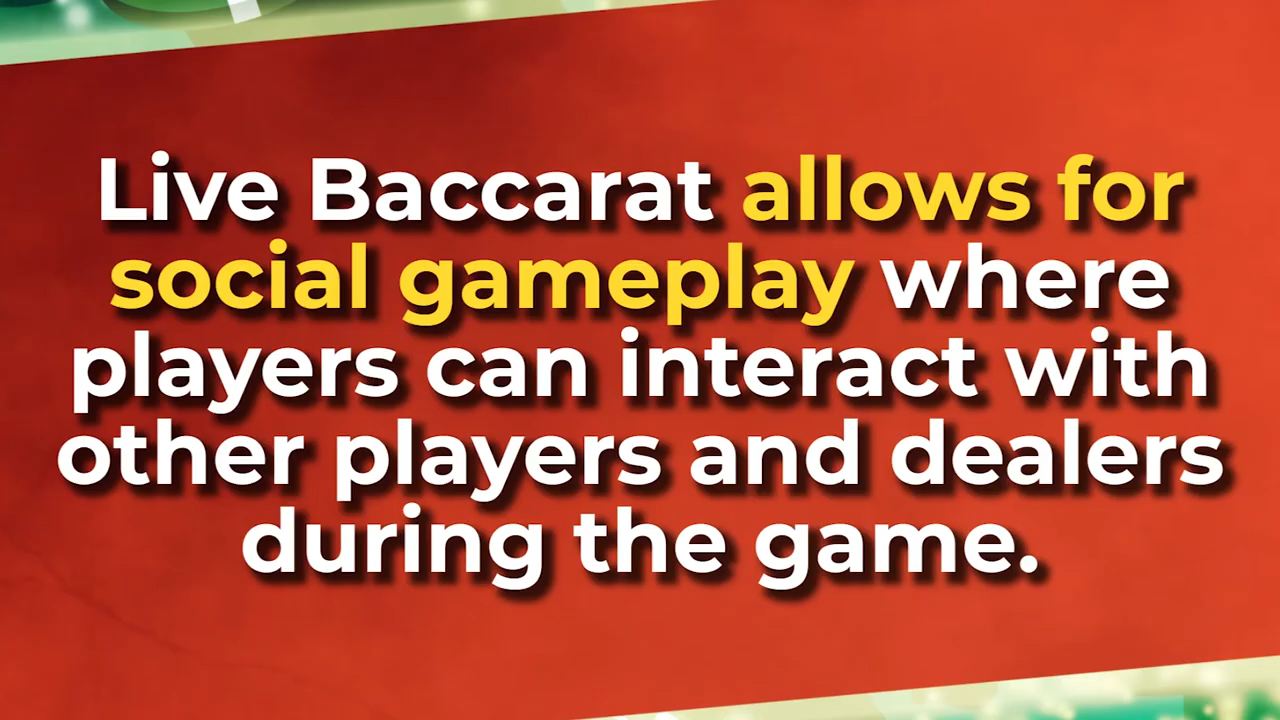 Live Baccarat allows for
social gameplay where
players can interact with
other players and dealers
during the game.